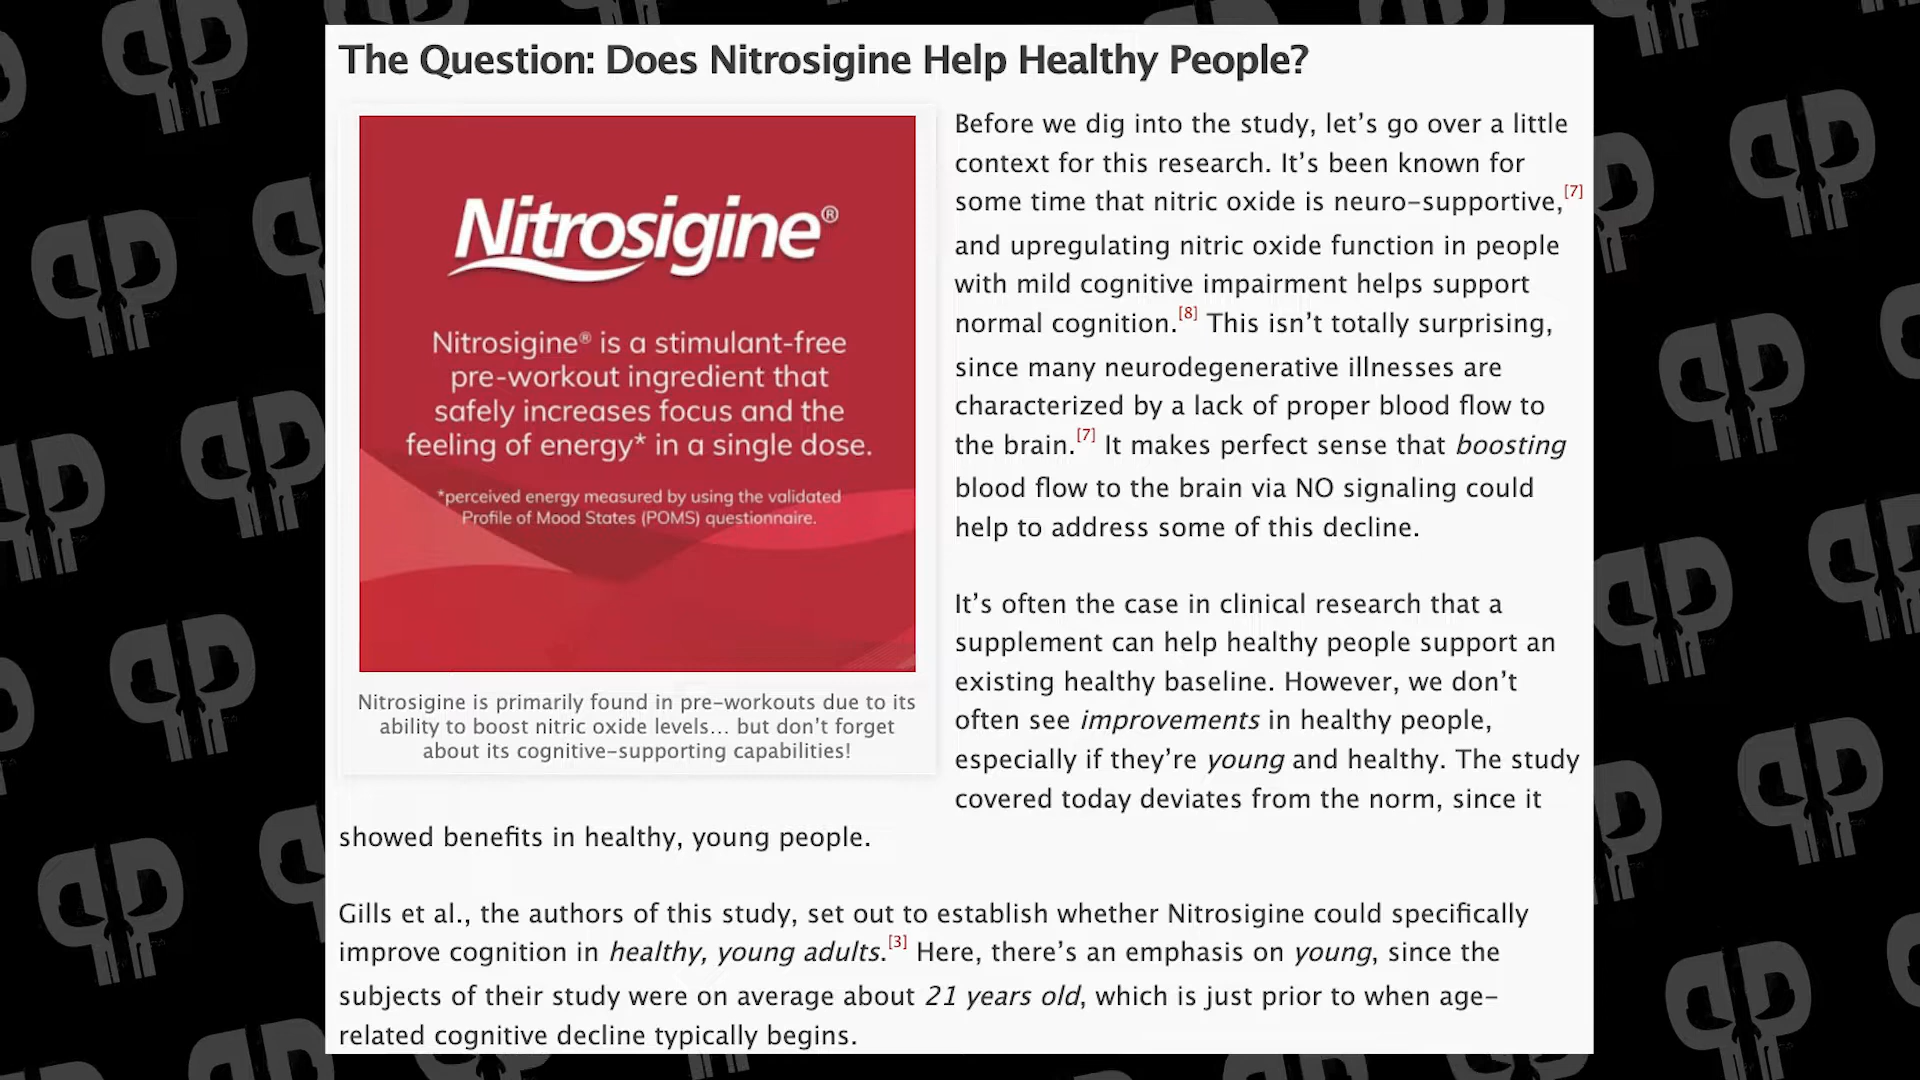 The Question: Does Nitrosigine Help Healthy People?
Nitrosigine®
Nitrosigine® is a stimulant-free
pre-workout ingredient that
safely increases focus and the
feeling of energy* in a single dose.
*perceived energy measured by using the validated
Profile of Mood States (POMS) questionnaire.
Nitrosigine is primarily found in pre-workouts due to its
ability to boost nitric oxide levels... but don't forget
about its cognitive-supporting capabilities!
Before we dig into the study, let's go over a little
context for this research. It's been known for
some time that nitric oxide is neuro-supportive,[7]
and upregulating nitric oxide function in people
with mild cognitive impairment helps support
normal cognition.[8] This isn't totally surprising,
since many neurodegenerative illnesses are
characterized by a lack of proper blood flow to
the brain.[7] It makes perfect sense that boosting
blood flow to the brain via NO signaling could
help to address some of this decline.
It's often the case in clinical research that a
supplement can help healthy people support an
existing healthy baseline. However, we don't
often see improvements in healthy people,
especially if they're young and healthy. The study
covered today deviates from the norm, since it
showed benefits in healthy, young people.
Gills et al., the authors of this study, set out to establish whether Nitrosigine could specifically
improve cognition in healthy, young adults.[3] Here, there's an emphasis on young, since the
subjects of their study were on average about 21 years old, which is just prior to when age-
related cognitive decline typically begins.